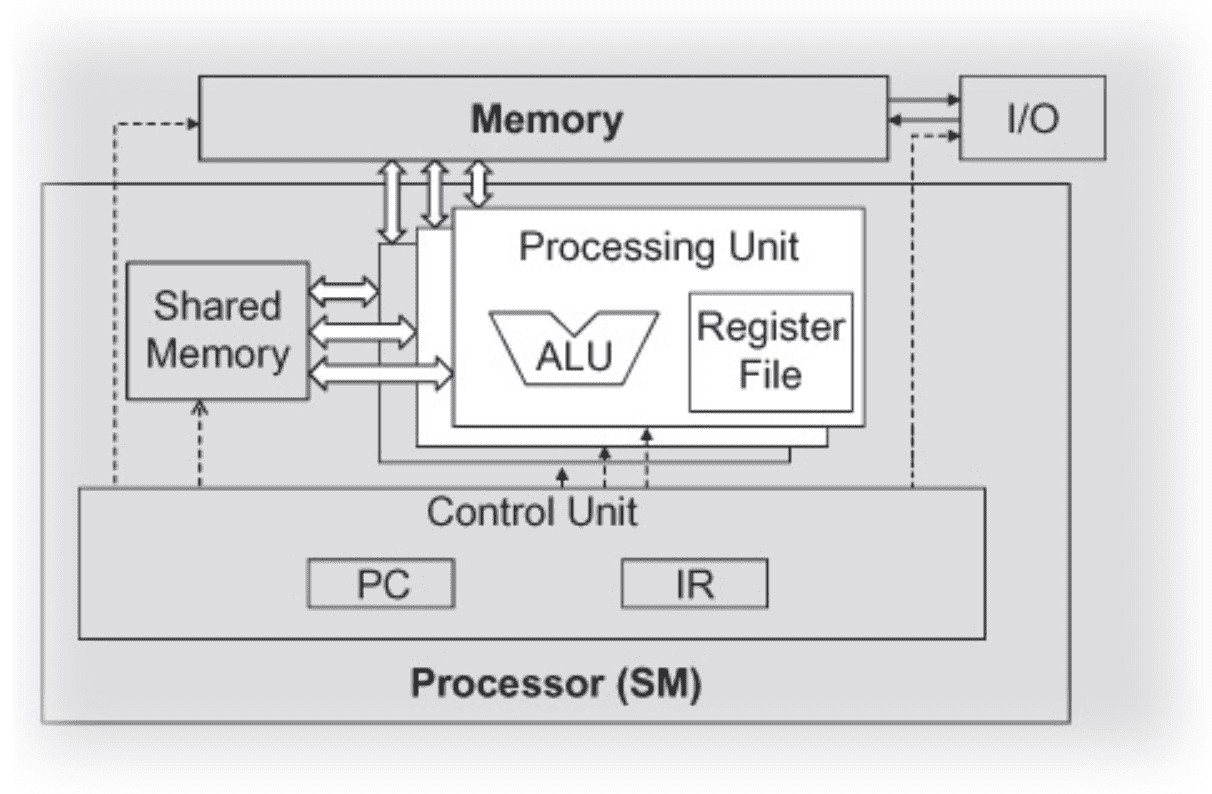 Memory
I/O
Processing Unit
Shared
Memory
ALU
Register
File
Control Unit
PC
IR
Processor (SM)